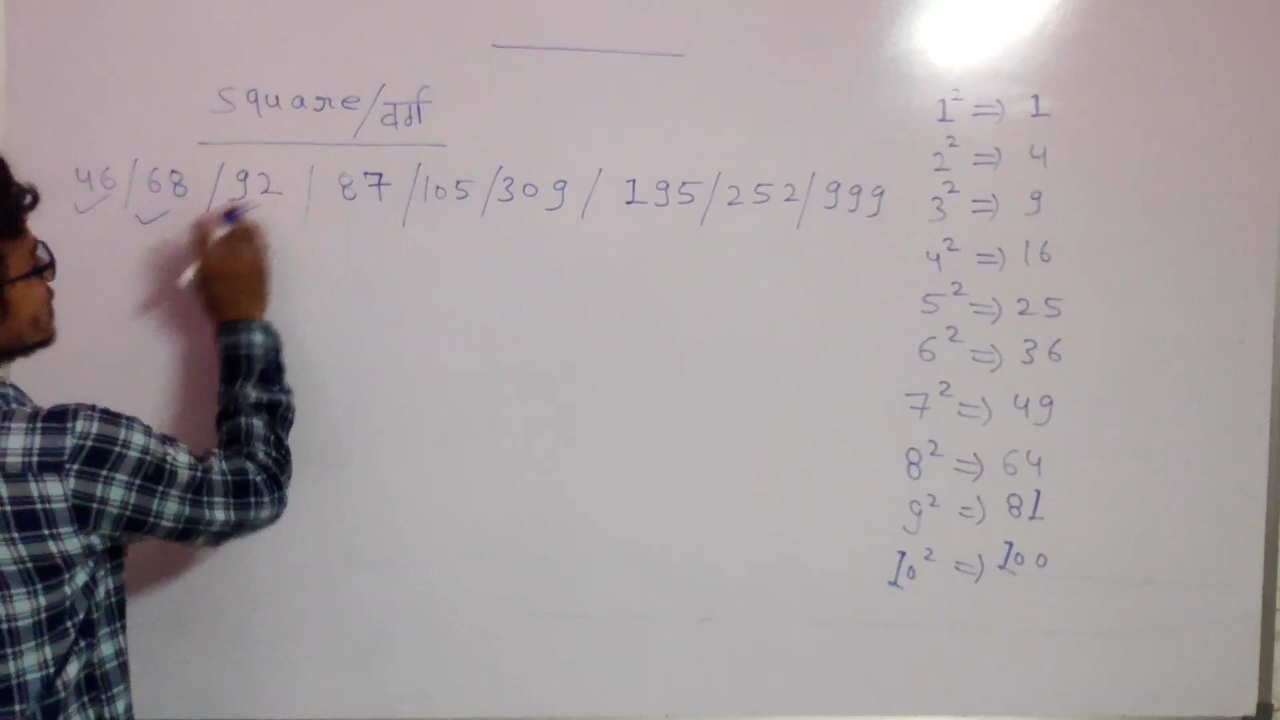 square/वर्ग
46/68/92/87/105/309/195/252/999
1² => 1
2² => 4
3² => 9
4² => 16
5² => 25
6² => 36
7² => 49
8² => 64
9² => 81
10² => 100